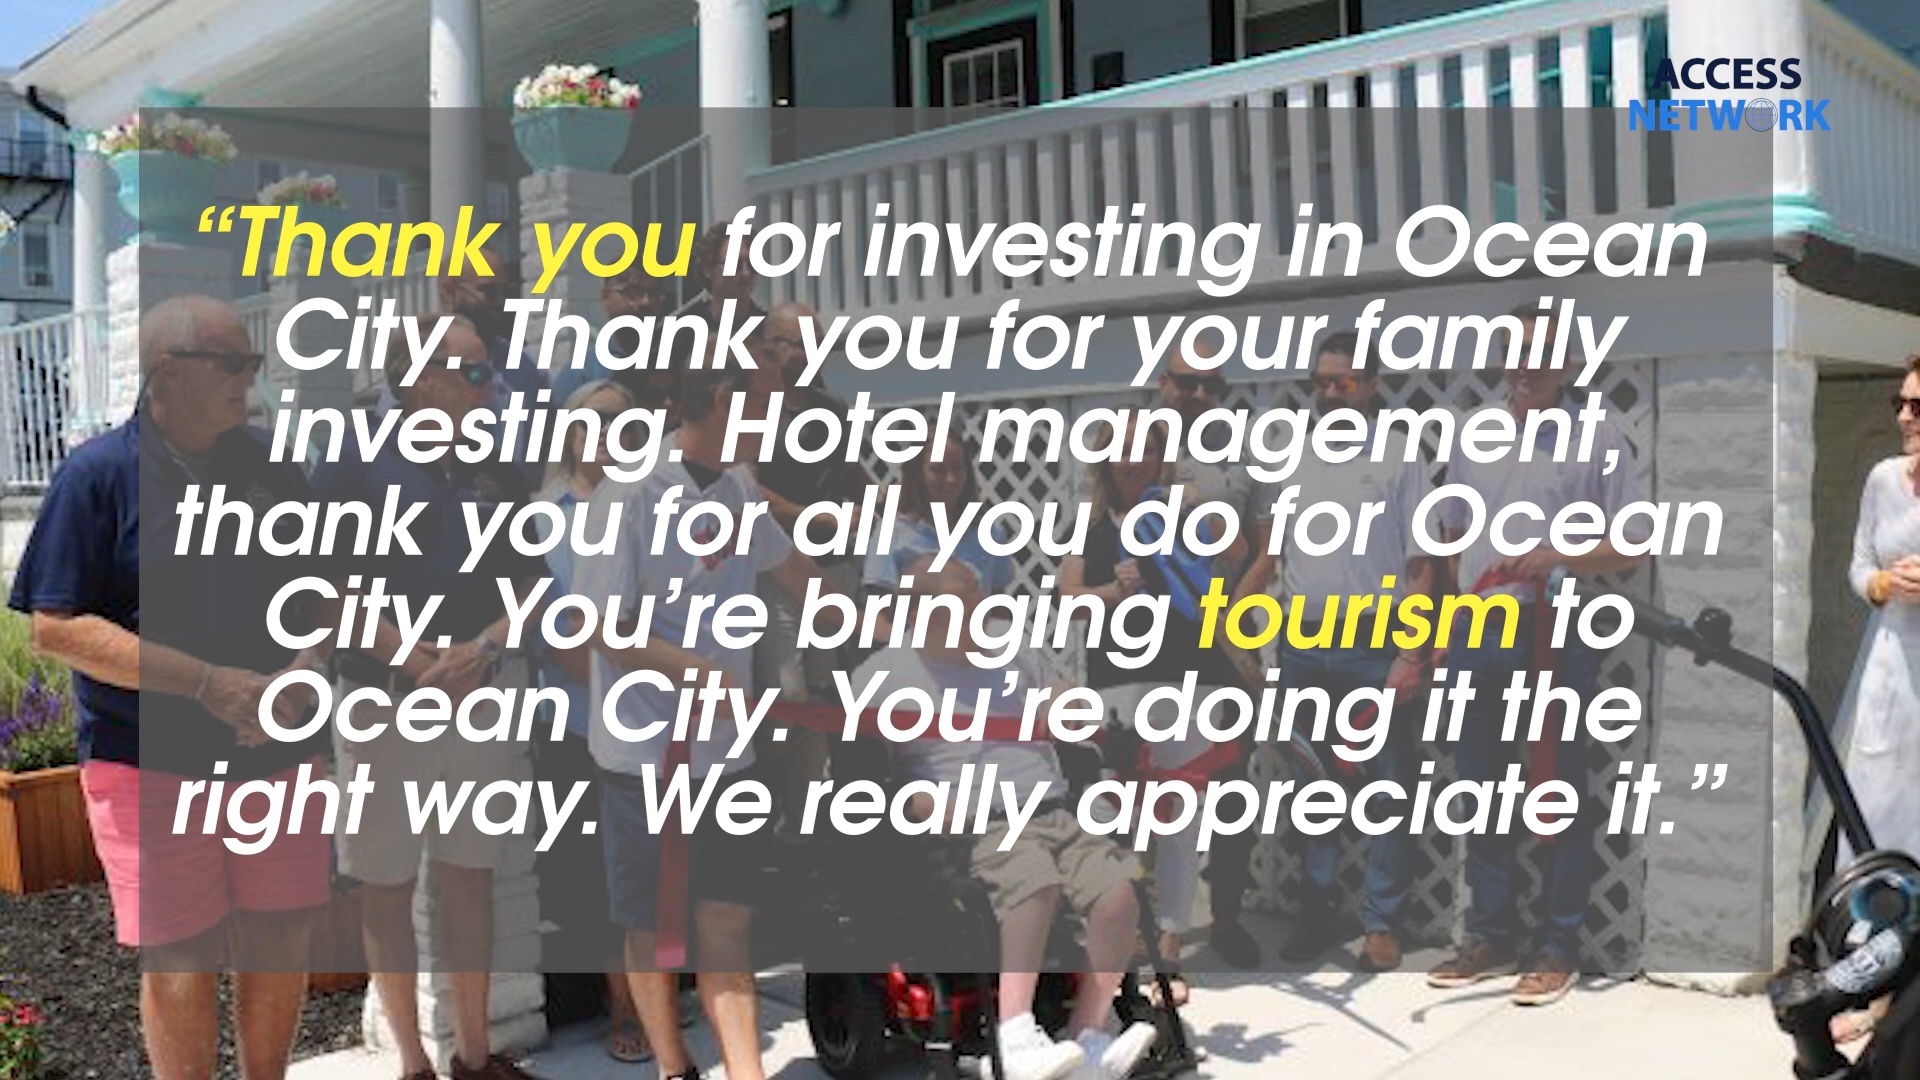 ACCESS
NETWORK
“Thank you for investing in Ocean
City. Thank you for your family
investing. Hotel management,
thank you for all you do for Ocean
City. You’re bringing tourism to
Ocean City. You’re doing it the
right way. We really appreciate it.”